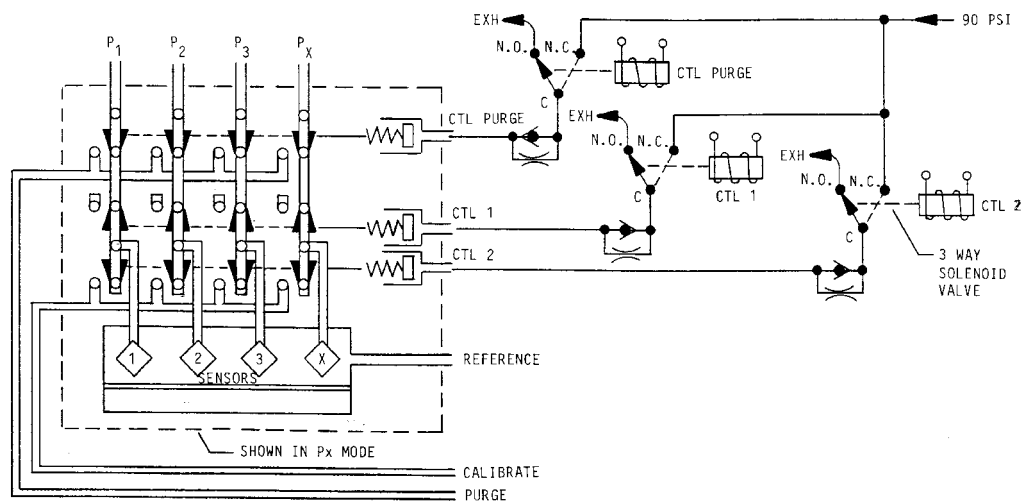 EXH
90 PSI
N.O. N.C.
CTL PURGE
C
P1 P2 P3 PX
CTL PURGE
EXH
N.O. N.C.
CTL 1
C
EXH
N.O. N.C.
CTL 2
C
CTL 1
CTL 2
3 WAY
SOLENOID
VALVE
1 2 3 X
SENSORS
REFERENCE
SHOWN IN Px MODE
CALIBRATE
PURGE